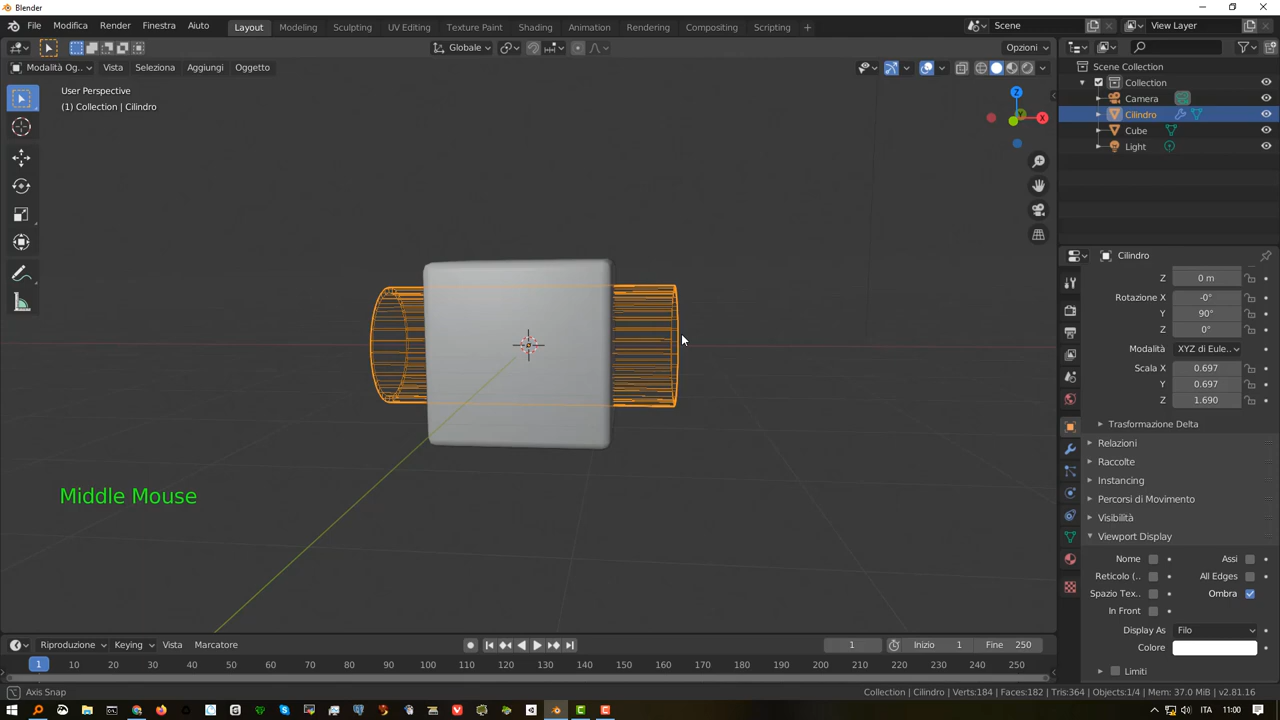 Blender
File Modifica Render Finestra Aiuto Layout Modeling Sculpting UV Editing Texture Paint Shading Animation Rendering Compositing Scripting + Scene View Layer
Globale Opzioni
Modalità Og... Vista Seleziona Aggiungi Oggetto
User Perspective
(1) Collection | Cilindro
Z
X
Y
Middle Mouse
Scene Collection
Collection
Camera
Cilindro
Cube
Light
Cilindro
Z 0 m
Rotazione X -0°
Y 90°
Z 0°
Modalità XYZ di Eule...
Scala X 0.697
Y 0.697
Z 1.690
Trasformazione Delta
Relazioni
Raccolte
Instancing
Percorsi di Movimento
Visibilità
Viewport Display
Nome Assi
Reticolo (... All Edges
Spazio Tex... Ombra
In Front
Display As Filo
Colore
Limiti
Riproduzione Keying Vista Marcatore 1 Inizio 1 Fine 250
1 10 20 30 40 50 60 70 80 90 100 110 120 130 140 150 160 170 180 190 200 210 220 230 240 250
Axis Snap Collection | Cilindro | Verts:184 | Faces:182 | Tris:364 | Objects:1/4 | Mem: 37.0 MiB | v2.81.16
ITA 11:00